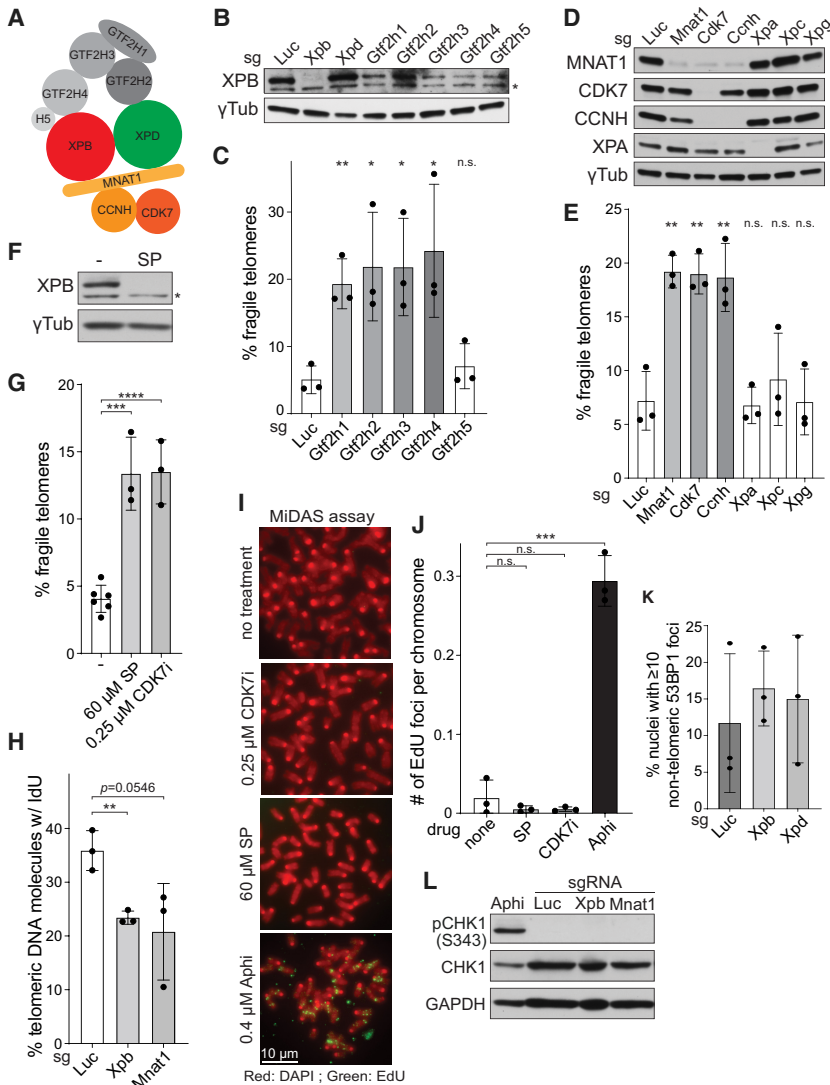 A
GTF2H1
GTF2H3
GTF2H2
GTF2H4
H5
XPB
XPD
MNAT1
CCNH
CDK7
B
sg
Luc
Xpb
Xpd
Gtf2h1
Gtf2h2
Gtf2h3
Gtf2h4
Gtf2h5
XPB
*
γTub
C
% fragile telomeres
30
20
10
0
** * * * n.s.
sg
Luc
Gtf2h1
Gtf2h2
Gtf2h3
Gtf2h4
Gtf2h5
D
sg
Luc
Mnat1
Cdk7
Ccnh
Xpa
Xpc
Xpg
MNAT1
CDK7
CCNH
XPA
γTub
E
% fragile telomeres
25
20
15
10
5
0
** ** ** n.s. n.s. n.s.
sg
Luc
Mnat1
Cdk7
Ccnh
Xpa
Xpc
Xpg
F
- SP
XPB
*
γTub
G
% fragile telomeres
20
15
10
5
0
****
***
-
60 µM SP
0.25 µM CDK7i
H
% telomeric DNA molecules w/ IdU
40
30
20
10
0
p=0.0546
**
sg
Luc
Xpb
Mnat1
I
MiDAS assay
no treatment
0.25 µM CDK7i
60 µM SP
0.4 µM Aphi
10 µm
Red: DAPI ; Green: EdU
J
# of EdU foci per chromosome
0.3
0.2
0.1
0
***
n.s.
n.s.
drug
none
SP
CDK7i
Aphi
K
% nuclei with ≥10
non-telomeric 53BP1 foci
25
20
15
10
5
0
sg
Luc
Xpb
Xpd
L
sgRNA
Aphi Luc Xpb Mnat1
pCHK1
(S343)
CHK1
GAPDH